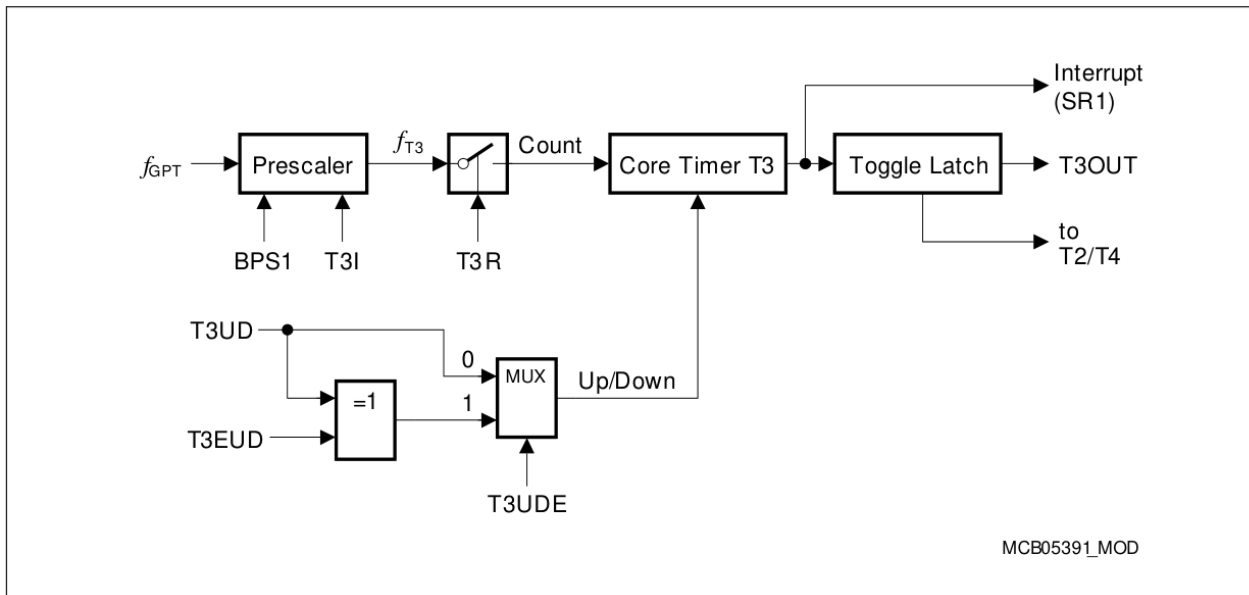 Interrupt
(SR1)
fGPT
Prescaler
fT3
Count
Core Timer T3
Toggle Latch
T3OUT
BPS1
T3I
T3R
to
T2/T4
T3UD
0
MUX
Up/Down
=1
1
T3EUD
T3UDE
MCB05391_MOD